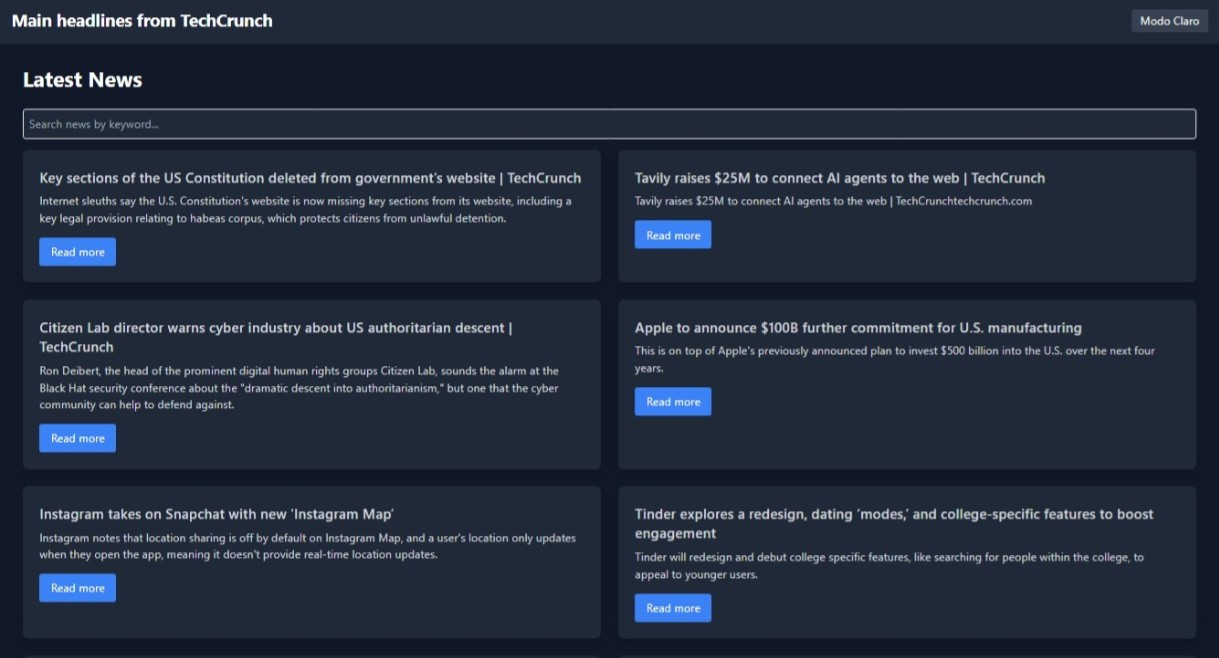 Main headlines from TechCrunch
Modo Claro
Latest News
Search news by keyword...
Key sections of the US Constitution deleted from government's website | TechCrunch
Internet sleuths say the U.S. Constitution's website is now missing key sections from its website, including a
key legal provision relating to habeas corpus, which protects citizens from unlawful detention.
Read more
Tavily raises $25M to connect AI agents to the web | TechCrunch
Tavily raises $25M to connect AI agents to the web | TechCrunchtechcrunch.com
Read more
Citizen Lab director warns cyber industry about US authoritarian descent |
TechCrunch
Ron Deibert, the head of the prominent digital human rights groups Citizen Lab, sounds the alarm at the
Black Hat security conference about the "dramatic descent into authoritarianism," but one that the cyber
community can help to defend against.
Read more
Apple to announce $100B further commitment for U.S. manufacturing
This is on top of Apple's previously announced plan to invest $500 billion into the U.S. over the next four
years.
Read more
Instagram takes on Snapchat with new ‘Instagram Map’
Instagram notes that location sharing is off by default on Instagram Map, and a user's location only updates
when they open the app, meaning it doesn't provide real-time location updates.
Read more
Tinder explores a redesign, dating ‘modes,’ and college-specific features to boost
engagement
Tinder will redesign and debut college specific features, like searching for people within the college, to
appeal to younger users.
Read more